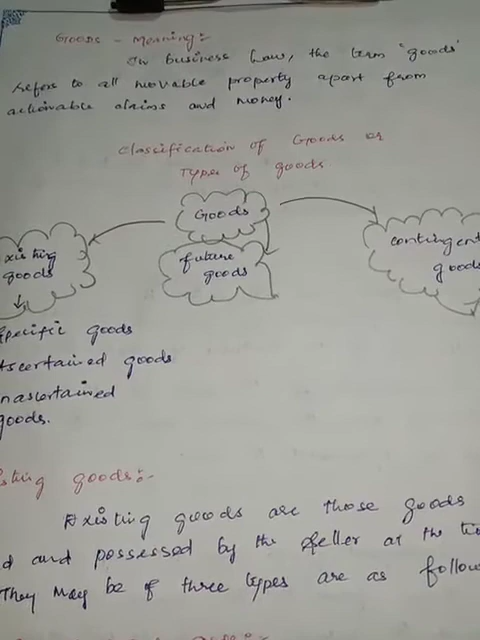 Goods - Meaning:-
In business Law, the term "goods"
refers to all movable property apart from
actionable claims and money.
Classification of Goods or
Types of goods
Goods
xisting
goods
future
goods
contingent
goods
specific goods
Ascertained goods
nascertained
goods.
sting goods:-
Existing goods are those goods
d and possessed by the seller at the ti
They may be of three types are as follow